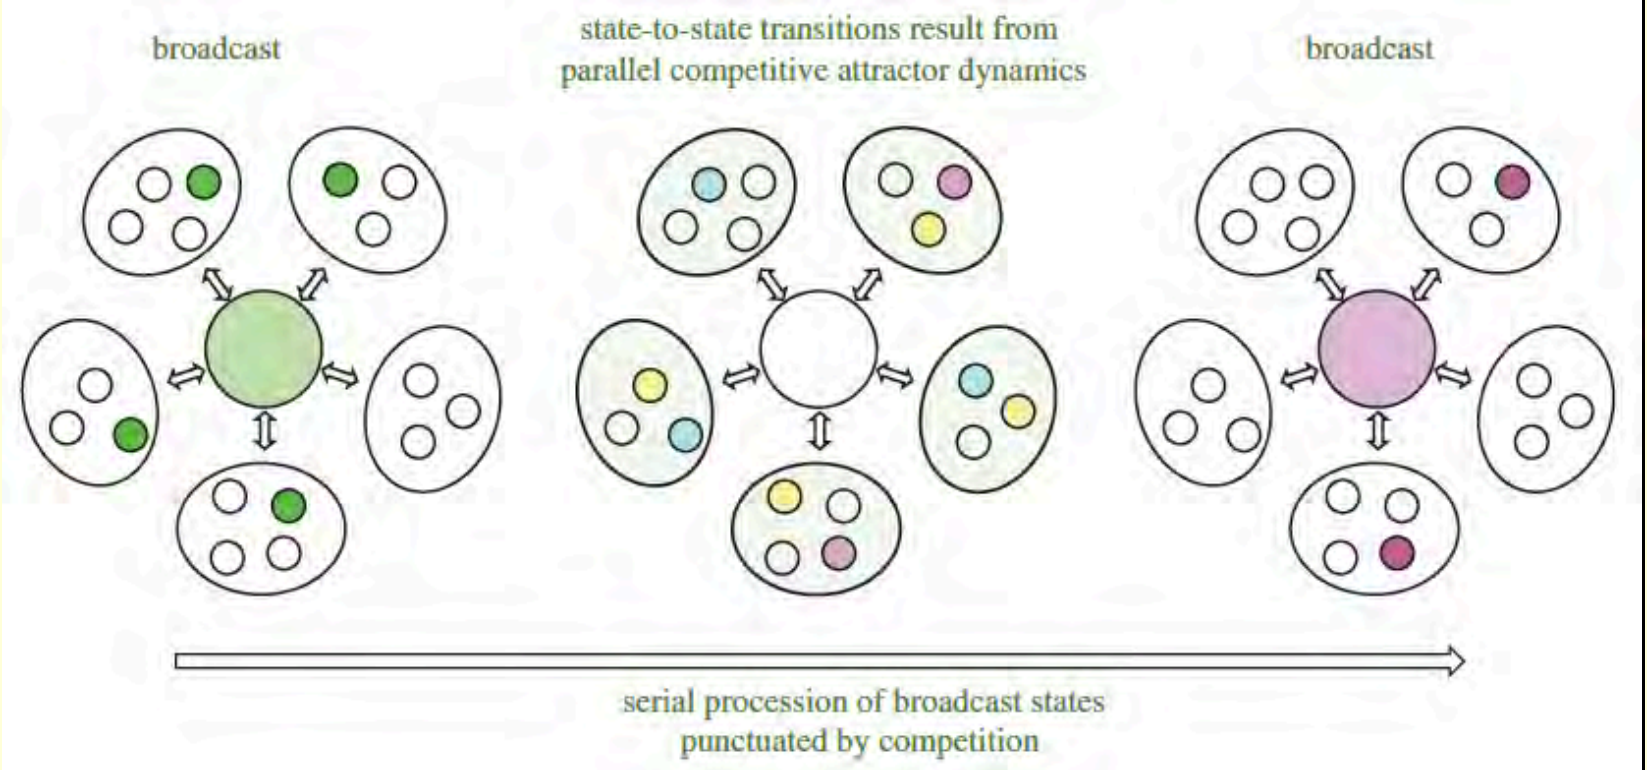 broadcast
state-to-state transitions result from
parallel competitive attractor dynamics
broadcast
serial procession of broadcast states
punctuated by competition